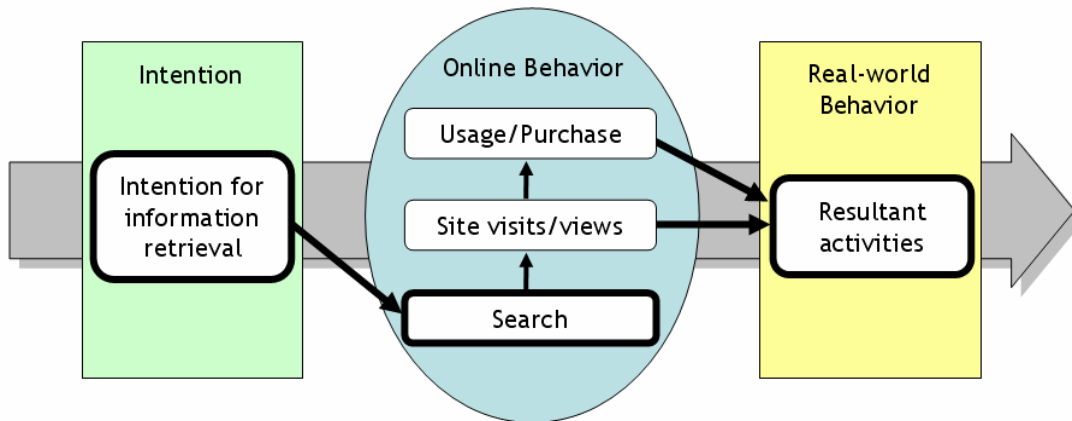 Intention
Intention for
information
retrieval
Online Behavior
Usage/Purchase
Site visits/views
Search
Real-world
Behavior
Resultant
activities